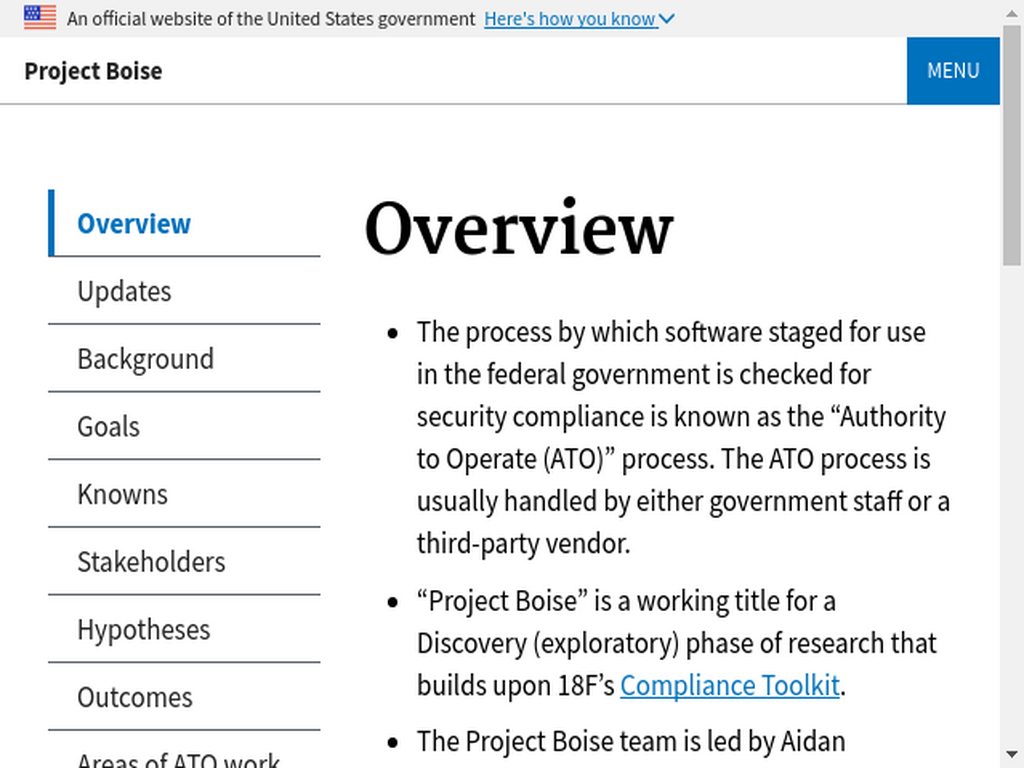 An official website of the United States government Here's how you know
Project Boise
MENU
Overview
Updates
Background
Goals
Knowns
Stakeholders
Hypotheses
Outcomes
Areas of ATO work
Overview
The process by which software staged for use
in the federal government is checked for
security compliance is known as the “Authority
to Operate (ATO)” process. The ATO process is
usually handled by either government staff or a
third-party vendor.
“Project Boise” is a working title for a
Discovery (exploratory) phase of research that
builds upon 18F’s Compliance Toolkit.
The Project Boise team is led by Aidan